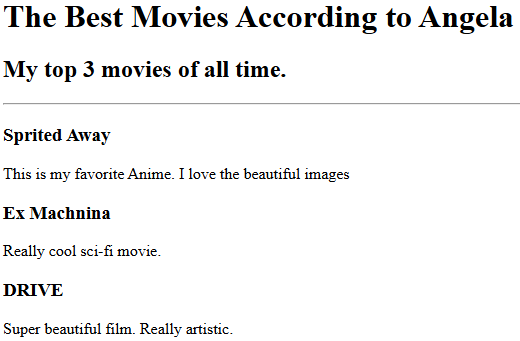 The Best Movies According to Angela
My top 3 movies of all time.
Sprited Away
This is my favorite Anime. I love the beautiful images
Ex Machnina
Really cool sci-fi movie.
DRIVE
Super beautiful film. Really artistic.